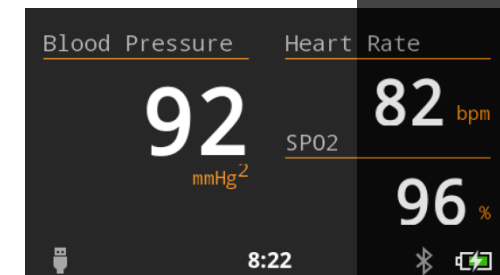 Blood Pressure
92
mmHg²
Heart Rate
82 bpm
SPO2
96 %
8:22